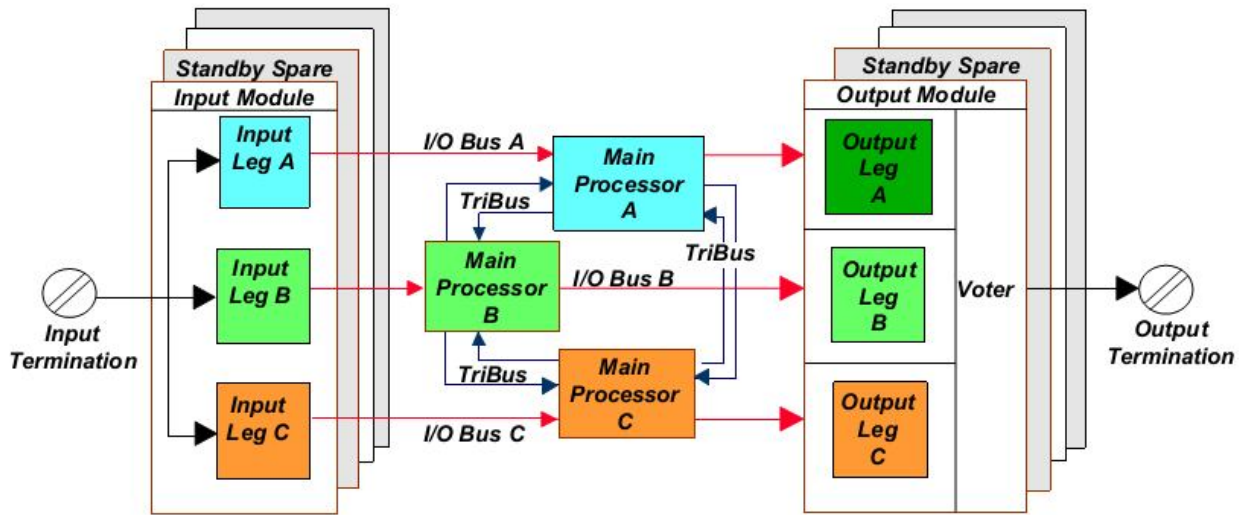 Standby Spare
Input Module
Input
Leg A
Input
Leg B
Input
Leg C
Input
Termination
I/O Bus A
TriBus
Main
Processor
A
Main
Processor
B
I/O Bus B
TriBus
TriBus
Main
Processor
C
I/O Bus C
Standby Spare
Output Module
Output
Leg
A
Output
Leg
B
Output
Leg
C
Voter
Output
Termination